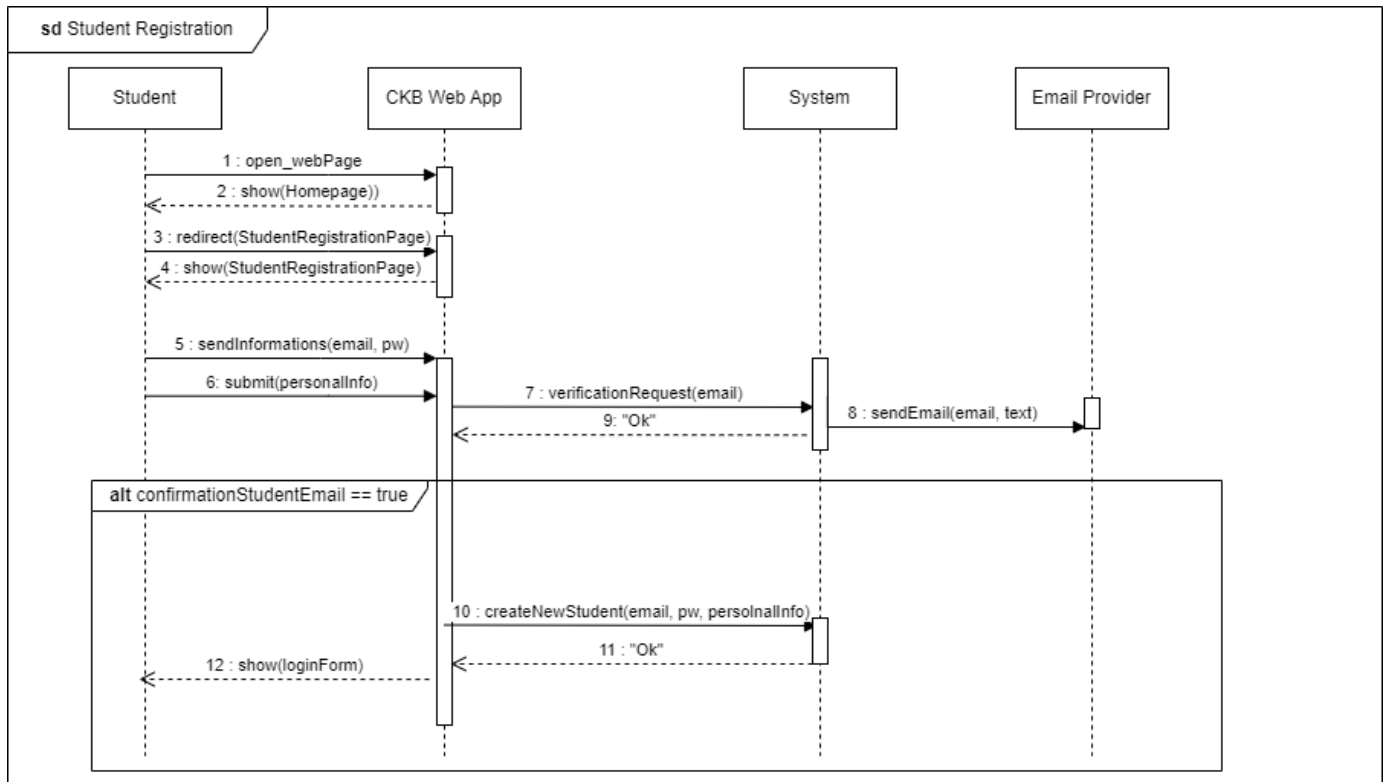 sd Student Registration
Student
CKB Web App
System
Email Provider
1 : open_webPage
2 : show(Homepage))
3 : redirect(StudentRegistrationPage)
4 : show(StudentRegistrationPage)
5 : sendInformations(email, pw)
6: submit(personalInfo)
7 : verificationRequest(email)
8 : sendEmail(email, text)
9: "Ok"
alt confirmationStudentEmail == true
10 : createNewStudent(email, pw, persolnalInfo)
11 : "Ok"
12 : show(loginForm)